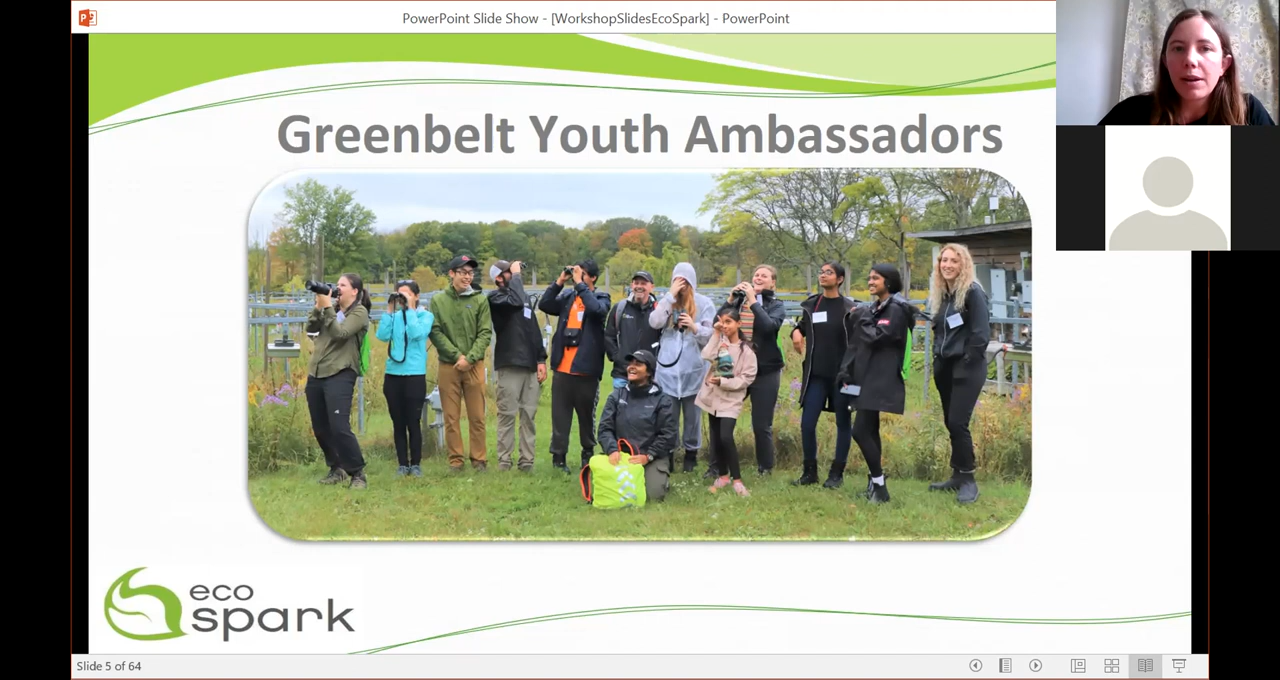 PowerPoint Slide Show - [WorkshopSlidesEcoSpark] - PowerPoint
Greenbelt Youth Ambassadors
eco
spark
Slide 5 of 64